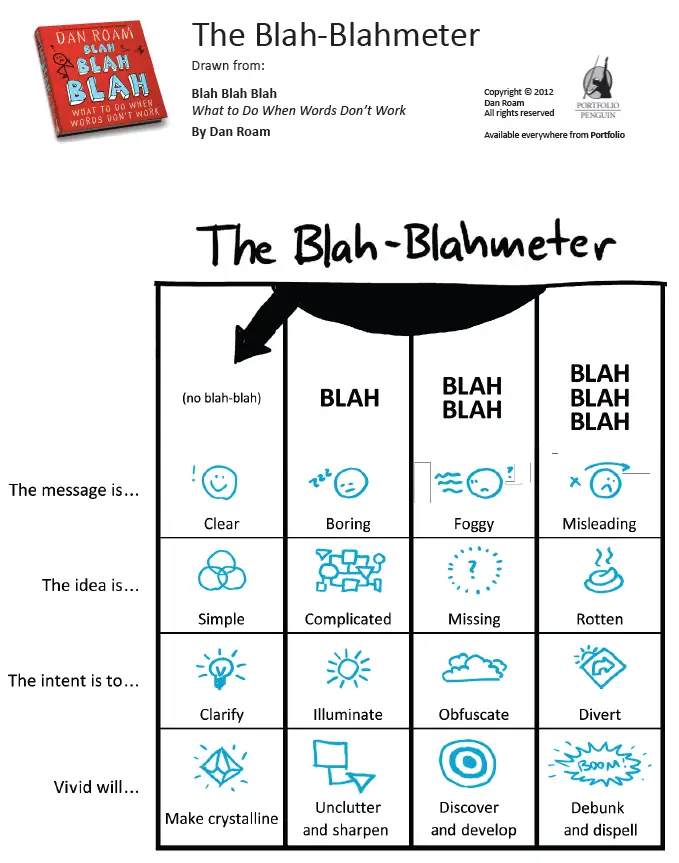 DAN ROAM
BLAH
BLAH
BLAH
WHAT TO DO WHEN
WORDS DON'T WORK
The Blah-Blahmeter
Drawn from:
Blah Blah Blah
What to Do When Words Don't Work
By Dan Roam
Copyright © 2012
Dan Roam
All rights reserved
PORTFOLIO
PENGUIN
Available everywhere from Portfolio
The Blah-Blahmeter
(no blah-blah)
BLAH
BLAH
BLAH
BLAH
BLAH
BLAH
The message is...
! zzz ? x
Clear Boring Foggy Misleading
The idea is...
?
Simple Complicated Missing Rotten
The intent is to...
Clarify Illuminate Obfuscate Divert
Vivid will...
BOOM!
Make crystalline
Unclutter
and sharpen
Discover
and develop
Debunk
and dispell